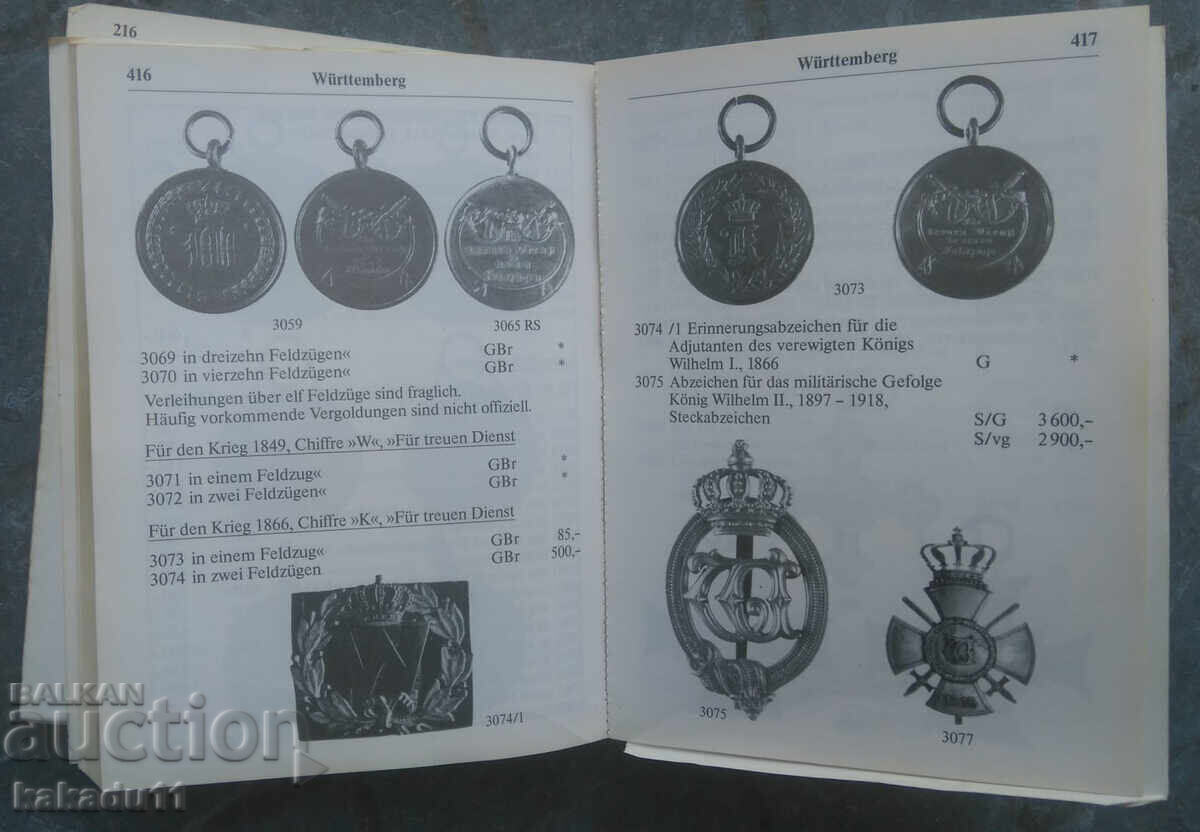 216
416 Württemberg
3059 3065 RS
3069 in dreizehn Feldzügen« GBr *
3070 in vierzehn Feldzügen« GBr *
Verleihungen über elf Feldzüge sind fraglich.
Häufig vorkommende Vergoldungen sind nicht offiziell.
Für den Krieg 1849, Chiffre »W«, »Für treuen Dienst
3071 in einem Feldzug« GBr *
3072 in zwei Feldzügen« GBr *
Für den Krieg 1866, Chiffre »K«, »Für treuen Dienst
3073 in einem Feldzug« GBr 85,-
3074 in zwei Feldzügen GBr 500,-
3074/1
Württemberg 417
3073
3074 /1 Erinnerungsabzeichen für die
Adjutanten des verewigten Königs
Wilhelm I., 1866 G *
3075 Abzeichen für das militärische Gefolge
König Wilhelm II., 1897 – 1918,
Steckabzeichen S/G 3 600,-
S/vg 2 900,-
3075
3077
BALKAN
auction
kakadu11